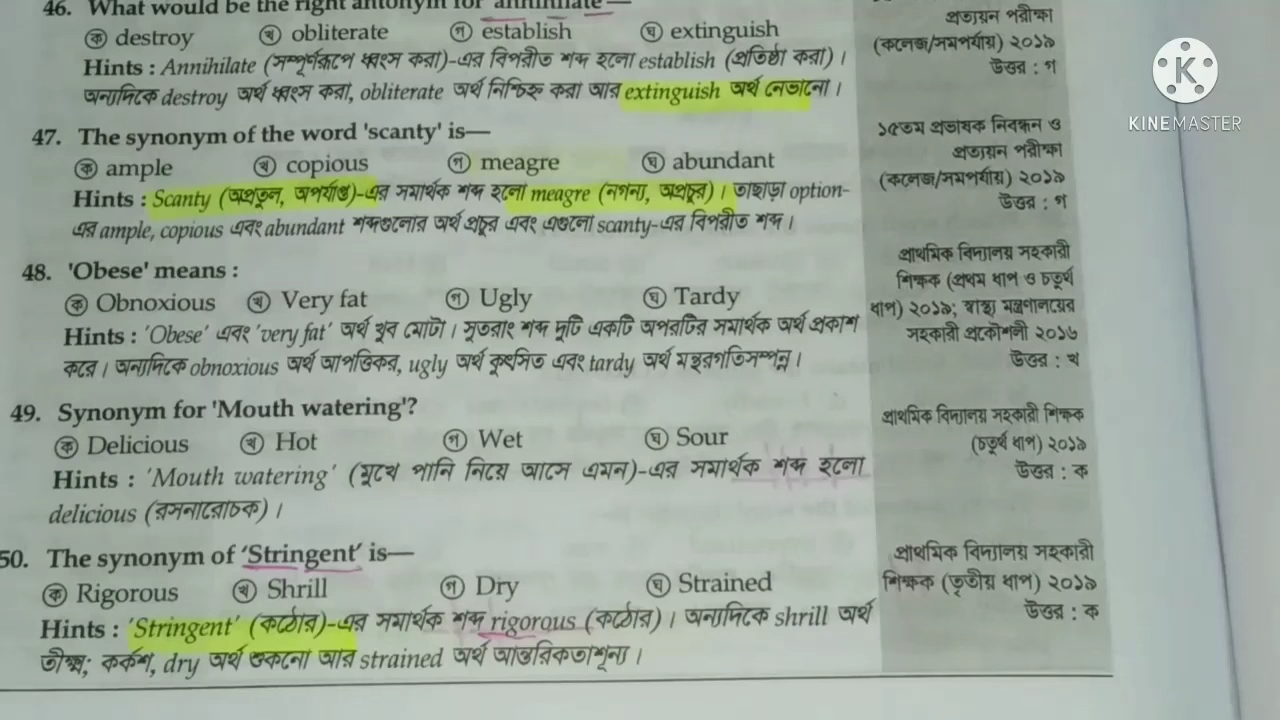 46. What would be the right antonym for annihilate—
ⓚ destroy ⓚ obliterate ⓖ establish ⓖ extinguish
Hints : Annihilate (সম্পূর্ণরূপে ধ্বংস করা)-এর বিপরীত শব্দ হলো establish (প্রতিষ্ঠা করা)।
অন্যদিকে destroy অর্থ ধ্বংস করা, obliterate অর্থ নিশ্চিহ্ন করা আর extinguish অর্থ নেভানো।
প্রত্যয়ন পরীক্ষা
(কলেজ/সমপর্যায়) ২০১৯
উত্তর : গ
47. The synonym of the word 'scanty' is—
ক ample খ copious গ meagre ঘ abundant
Hints : Scanty (অপ্রতুল, অপর্যাপ্ত)-এর সমার্থক শব্দ হলো meagre (নগন্য, অপ্রচুর)। তাছাড়া option-
এর ample, copious এবং abundant শব্দগুলোর অর্থ প্রচুর এবং এগুলো scanty-এর বিপরীত শব্দ।
১৫তম প্রভাষক নিবন্ধন ও
প্রত্যয়ন পরীক্ষা
(কলেজ/সমপর্যায়) ২০১৯
উত্তর : গ
48. 'Obese' means :
ক Obnoxious খ Very fat গ Ugly ঘ Tardy
Hints : 'Obese' এবং 'very fat' অর্থ খুব মোটা। সুতরাং শব্দ দুটি একটি অপরটির সমার্থক অর্থ প্রকাশ
করে। অন্যদিকে obnoxious অর্থ আপত্তিকর, ugly অর্থ কুৎসিত এবং tardy অর্থ মন্থরগতিসম্পন্ন।
প্রাথমিক বিদ্যালয় সহকারী
শিক্ষক (প্রথম ধাপ ও চতুর্থ
ধাপ) ২০১৯; স্বাস্থ্য মন্ত্রণালয়ের
সহকারী প্রকৌশলী ২০১৬
উত্তর : খ
49. Synonym for 'Mouth watering'?
ক Delicious খ Hot গ Wet ঘ Sour
Hints : 'Mouth watering' (মুখে পানি নিয়ে আসে এমন)-এর সমার্থক শব্দ হলো
delicious (রসনারোচক)।
প্রাথমিক বিদ্যালয় সহকারী শিক্ষক
(চতুর্থ ধাপ) ২০১৯
উত্তর : ক
50. The synonym of 'Stringent' is—
ক Rigorous খ Shrill গ Dry ঘ Strained
Hints : 'Stringent' (কঠোর)-এর সমার্থক শব্দ rigorous (কঠোর)। অন্যদিকে shrill অর্থ
তীক্ষ্ণ; কর্কশ, dry অর্থ শুকনো আর strained অর্থ আন্তরিকতাশূন্য।
প্রাথমিক বিদ্যালয় সহকারী
শিক্ষক (তৃতীয় ধাপ) ২০১৯
উত্তর : ক
K
KINEMASTER